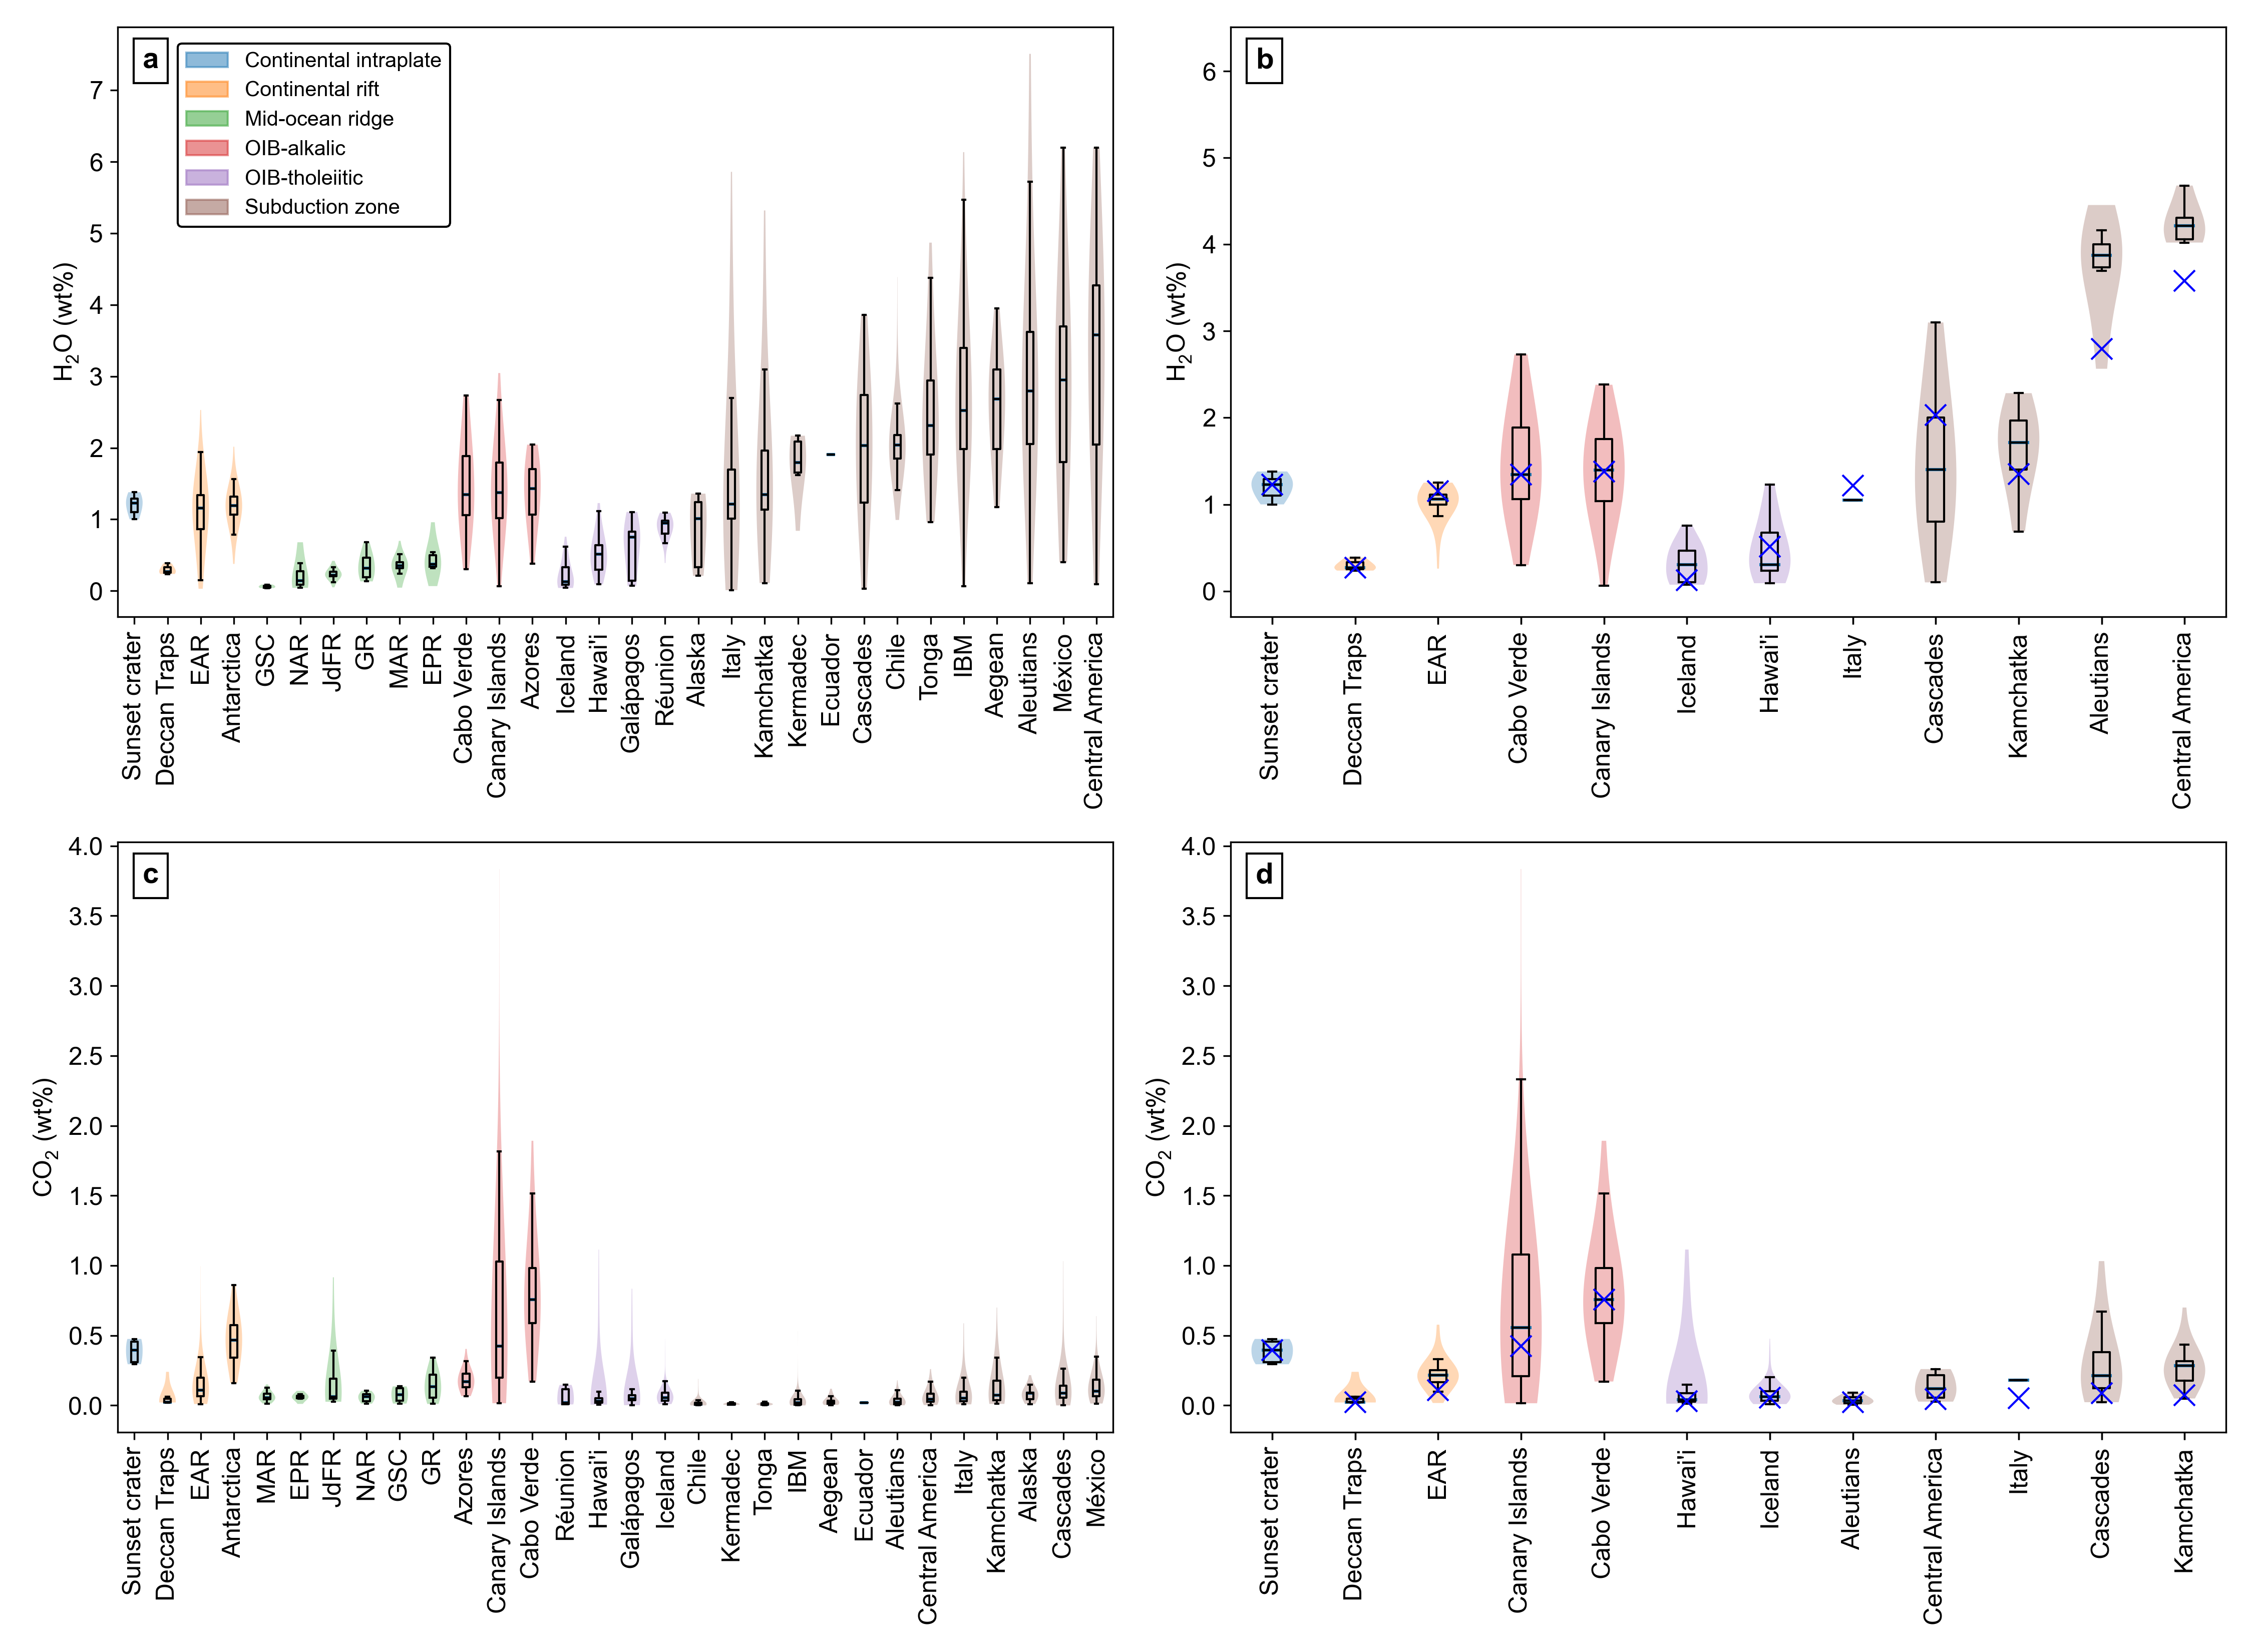 a
Continental intraplate
Continental rift
Mid-ocean ridge
OIB-alkalic
OIB-tholeiitic
Subduction zone
H2O (wt%)
7
6
5
4
3
2
1
0
Sunset crater
Deccan Traps
EAR
Antarctica
GSC
NAR
JdFR
GR
MAR
EPR
Cabo Verde
Canary Islands
Azores
Iceland
Hawai'i
Galápagos
Réunion
Alaska
Italy
Kamchatka
Kermadec
Ecuador
Cascades
Chile
Tonga
IBM
Aegean
Aleutians
México
Central America
b
H2O (wt%)
6
5
4
3
2
1
0
Sunset crater
Deccan Traps
EAR
Cabo Verde
Canary Islands
Iceland
Hawai'i
Italy
Cascades
Kamchatka
Aleutians
Central America
c
CO2 (wt%)
4.0
3.5
3.0
2.5
2.0
1.5
1.0
0.5
0.0
Sunset crater
Deccan Traps
EAR
Antarctica
MAR
EPR
JdFR
NAR
GSC
GR
Azores
Canary Islands
Cabo Verde
Réunion
Hawai'i
Galápagos
Iceland
Chile
Kermadec
Tonga
IBM
Aegean
Ecuador
Aleutians
Central America
Italy
Kamchatka
Alaska
Cascades
México
d
CO2 (wt%)
4.0
3.5
3.0
2.5
2.0
1.5
1.0
0.5
0.0
Sunset crater
Deccan Traps
EAR
Canary Islands
Cabo Verde
Hawai'i
Iceland
Aleutians
Central America
Italy
Cascades
Kamchatka